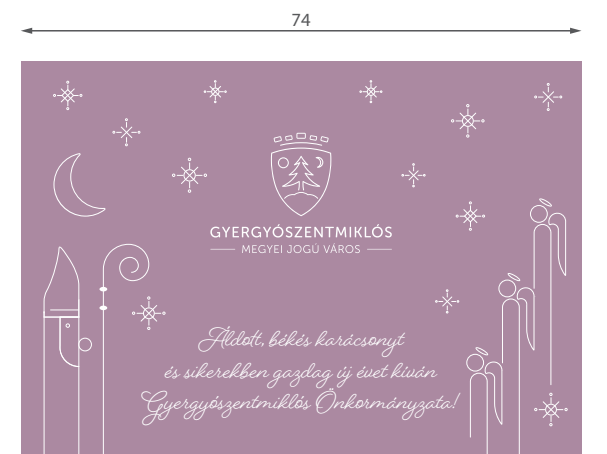 74
GYERGYÓSZENTMIKLÓS
MEGYEI JOGÚ VÁROS
Áldott, békés karácsonyt
és sikerekben gazdag új évet kíván
Gyergyószentmiklós Önkormányzata!